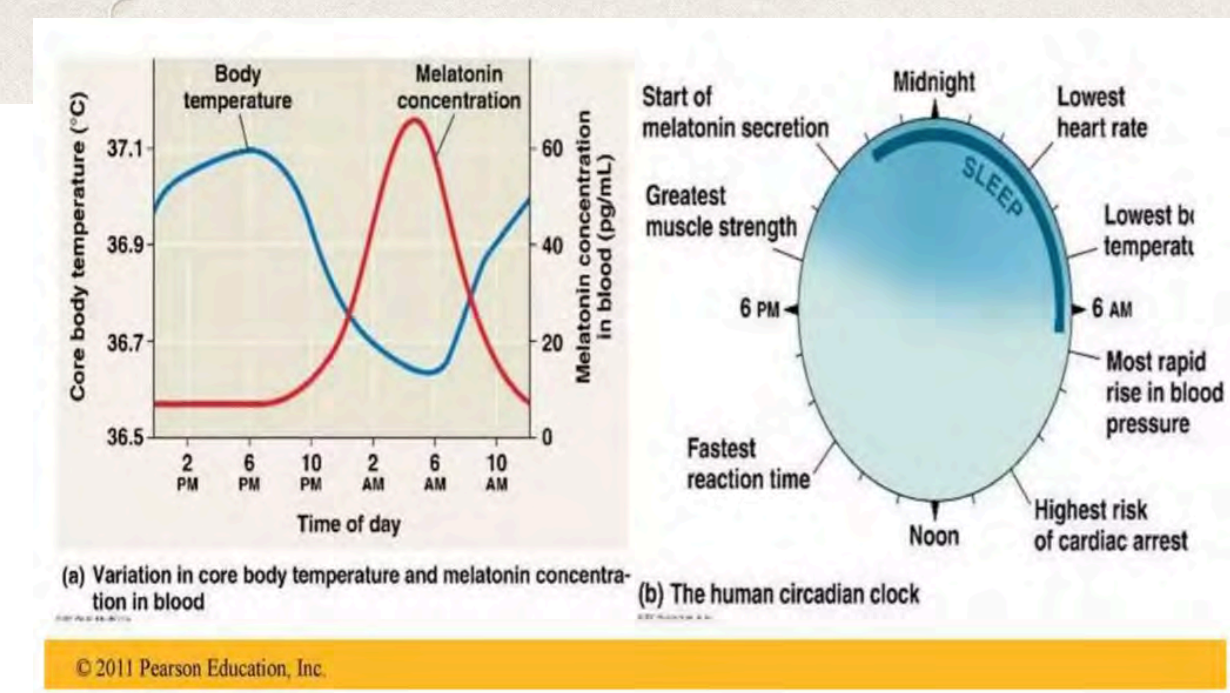 Body
temperature
Melatonin
concentration
Core body temperature (°C)
37.1
36.9
36.7
36.5
60
40
20
0
Melatonin concentration
in blood (pg/mL)
2
PM
6
PM
10
PM
2
AM
6
AM
10
AM
Time of day
(a) Variation in core body temperature and melatonin concentra-
tion in blood
Midnight
Start of
melatonin secretion
Lowest
heart rate
SLEEP
Greatest
muscle strength
Lowest
temperatu
6 PM
6 AM
Most rapid
rise in blood
pressure
Fastest
reaction time
Highest risk
of cardiac arrest
Noon
(b) The human circadian clock
© 2011 Pearson Education, Inc.